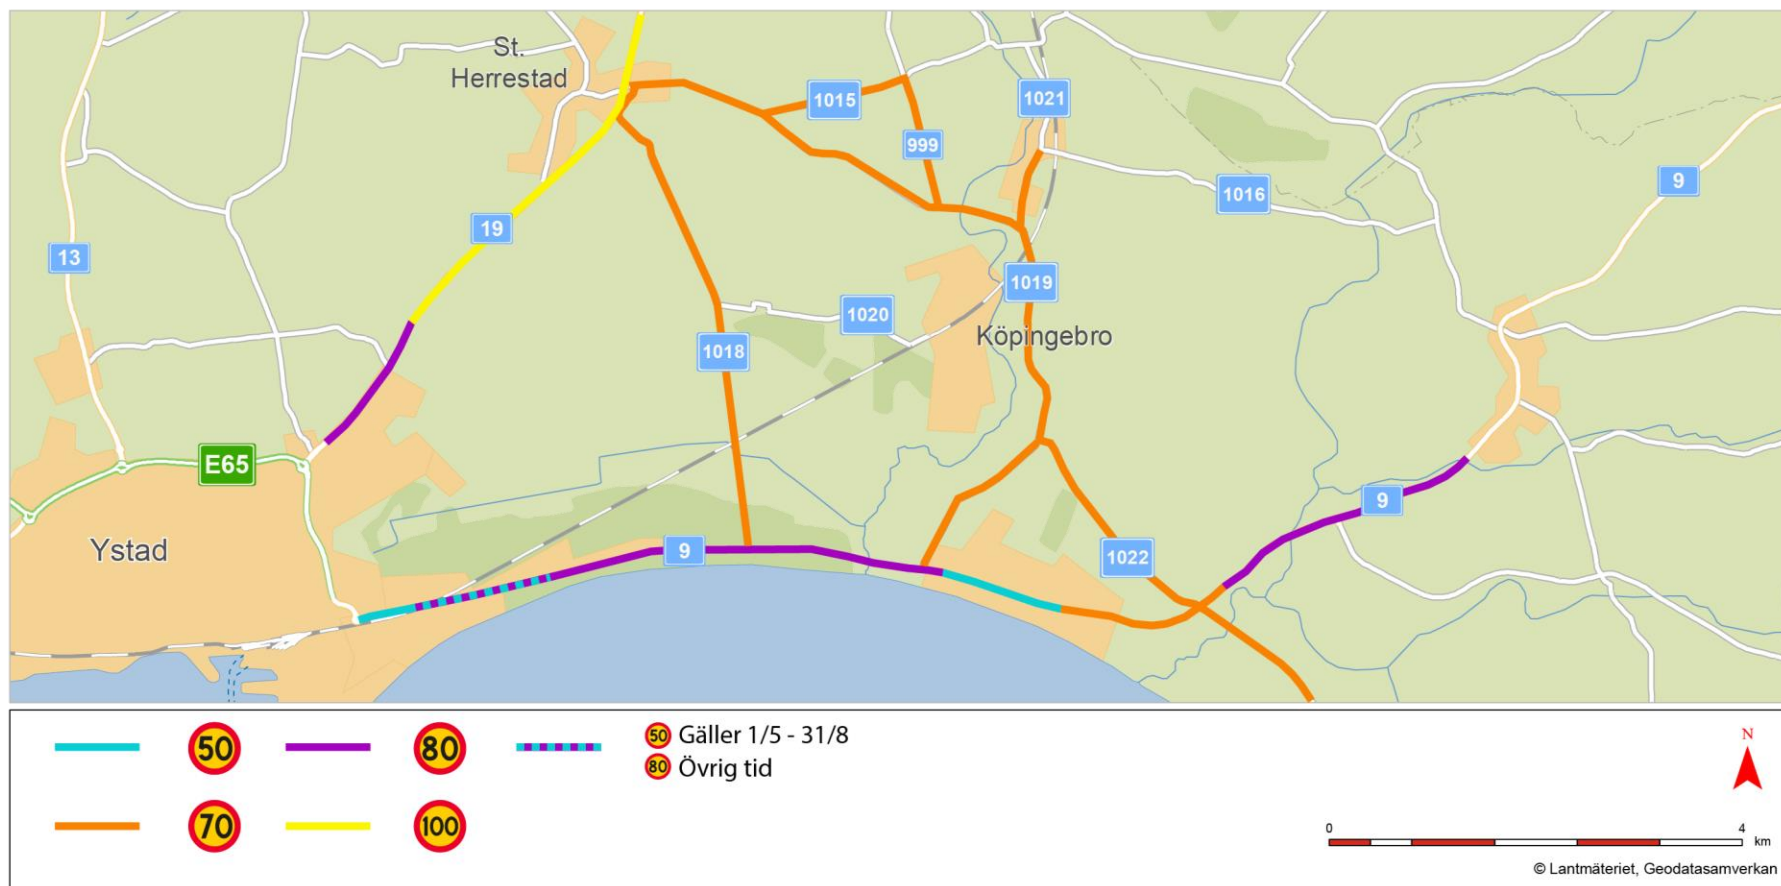 St.
Herrestad
1015
1021
999
1016
9
19
13
1019
1020
Köpingebro
1018
E65
9
Ystad
9
1022
50
80
50 Gäller 1/5 - 31/8
80 Övrig tid
70
100
N
0 4
km
© Lantmäteriet, Geodatasamverkan